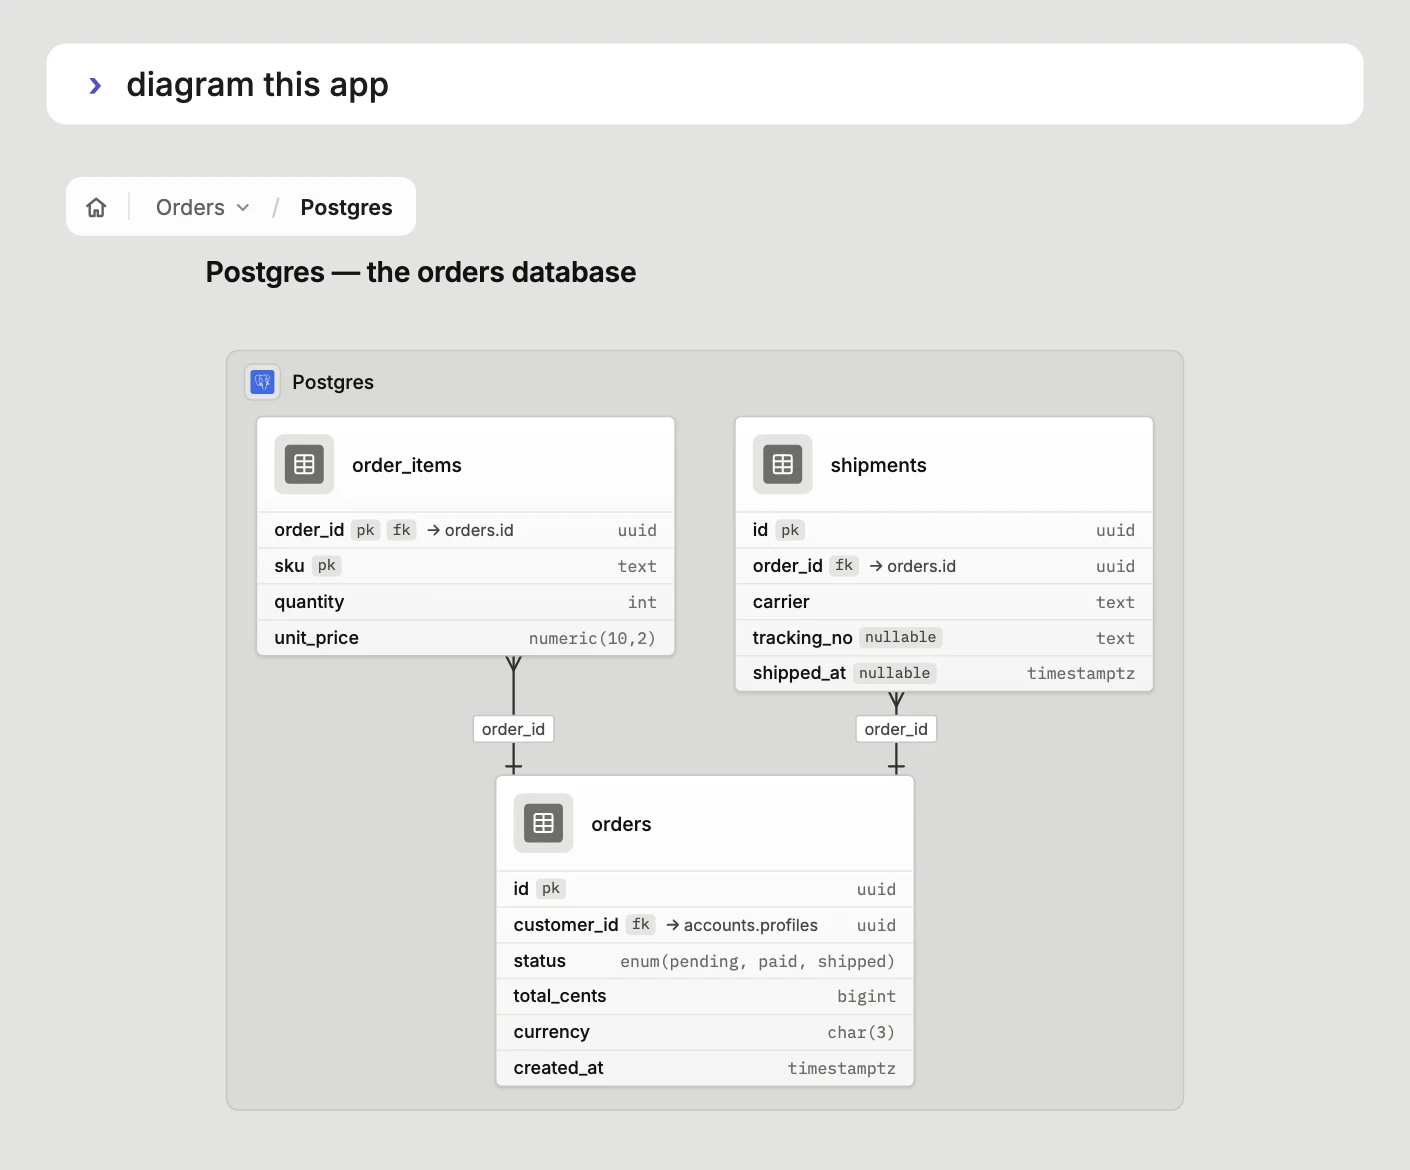 › diagram this app
Orders / Postgres
Postgres — the orders database
Postgres
order_items
order_id pk fk → orders.id uuid
sku pk text
quantity int
unit_price numeric(10,2)
shipments
id pk uuid
order_id fk → orders.id uuid
carrier text
tracking_no nullable text
shipped_at nullable timestamptz
order_id
order_id
orders
id pk uuid
customer_id fk → accounts.profiles uuid
status enum(pending, paid, shipped)
total_cents bigint
currency char(3)
created_at timestamptz